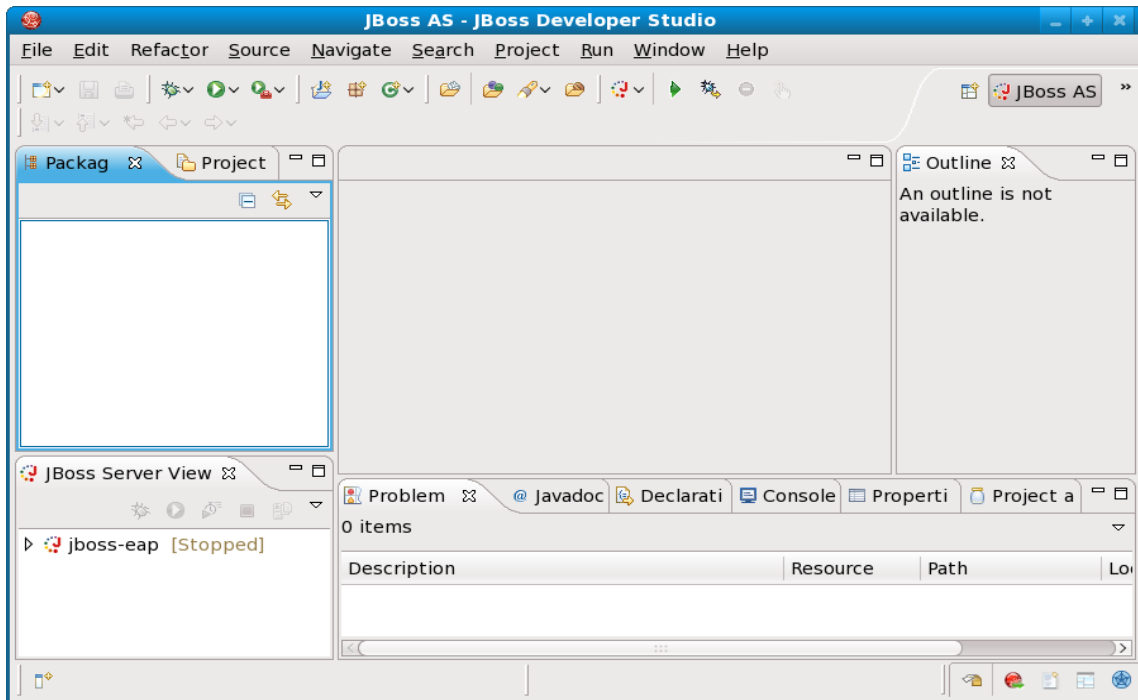 JBoss AS - JBoss Developer Studio
File Edit Refactor Source Navigate Search Project Run Window Help
JBoss AS »
Packag Project
Outline
An outline is not
available.
JBoss Server View
jboss-eap [Stopped]
Problem @ Javadoc Declarati Console Properti Project a
0 items
Description Resource Path Lo